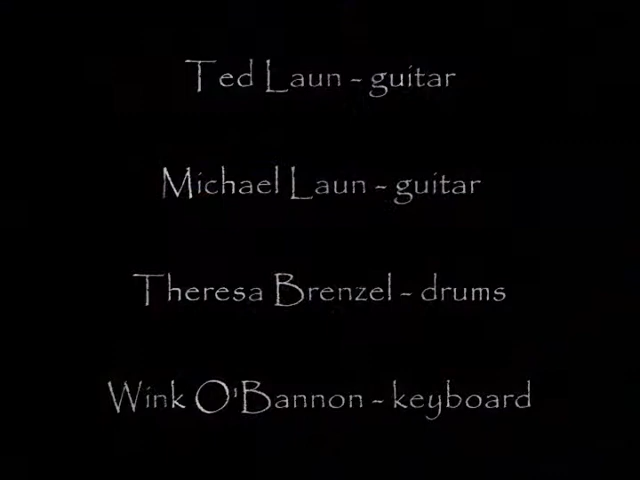 Ted Laun - guitar
Michael Laun - guitar
Theresa Brenzel - drums
Wink O'Bannon - keyboard